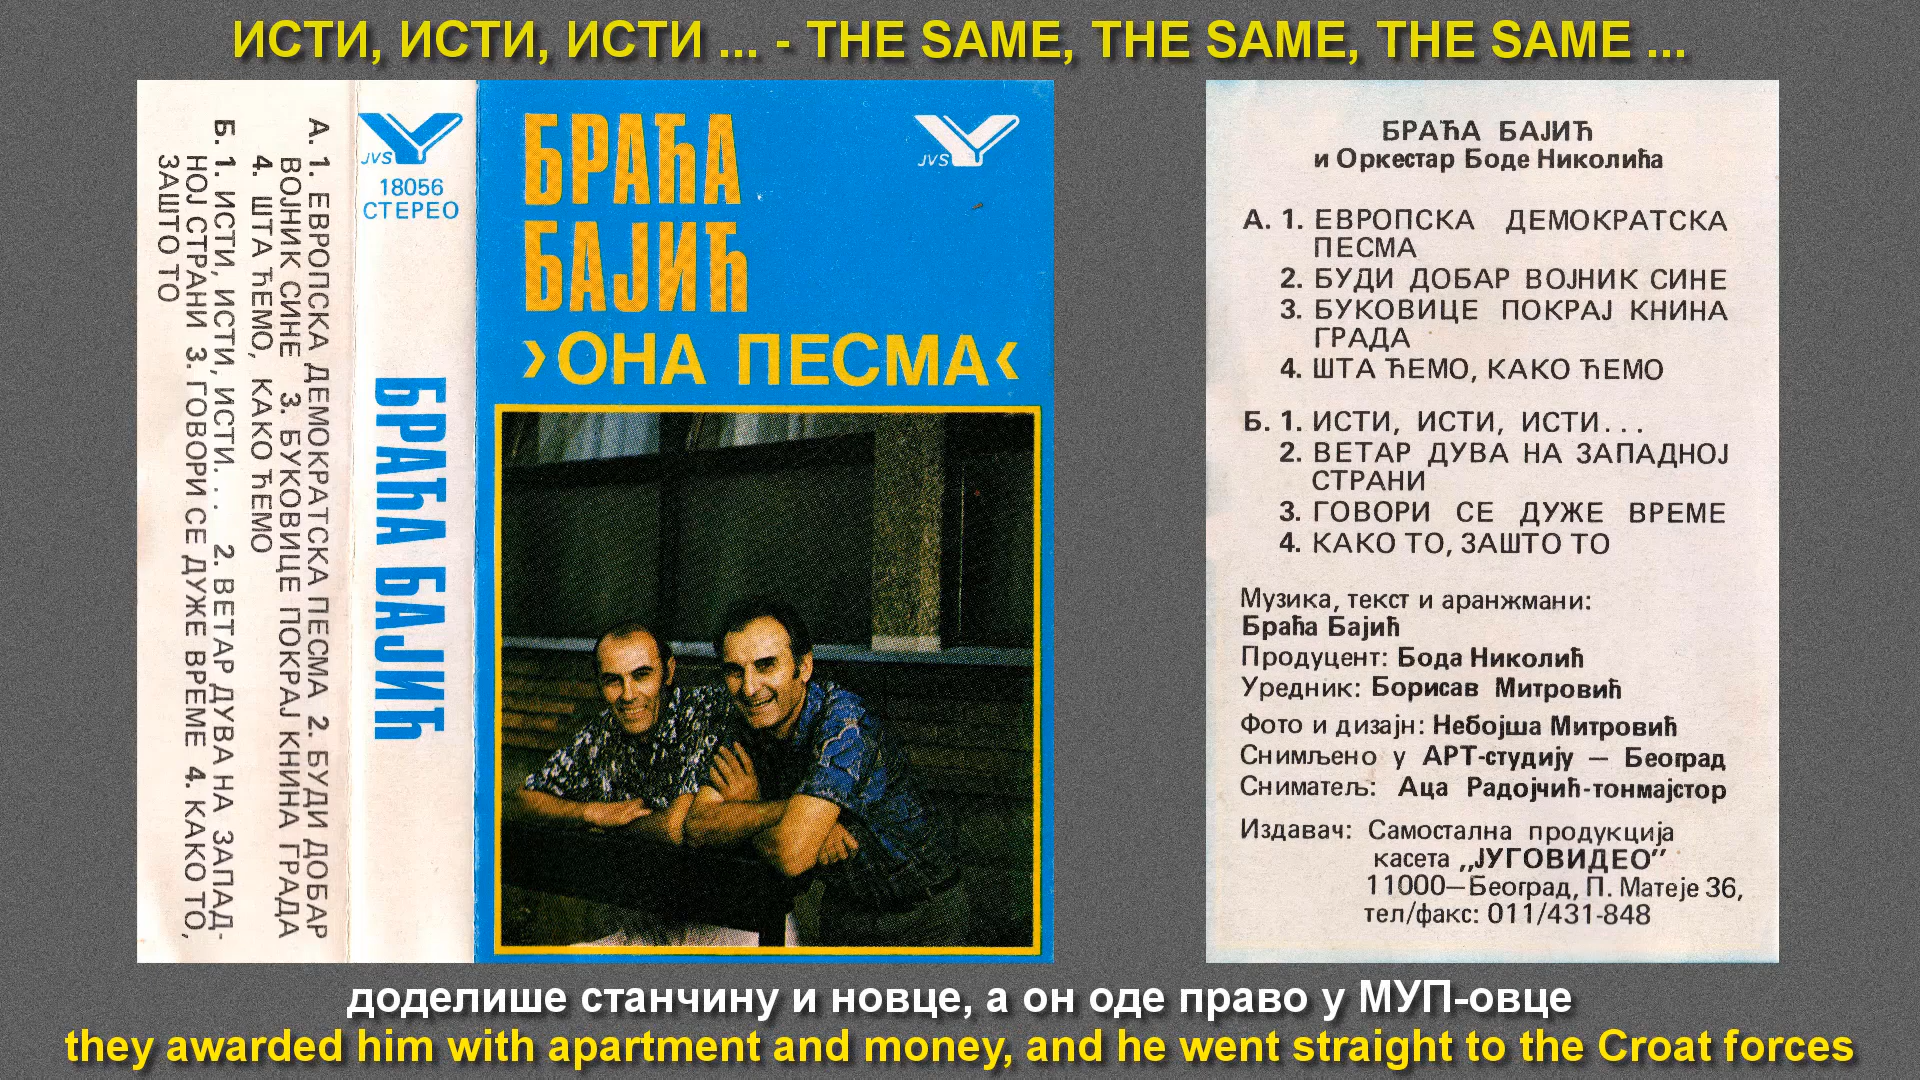 ИСТИ, ИСТИ, ИСТИ ... - THE SAME, THE SAME, THE SAME ...
А. 1. ЕВРОПСКА ДЕМОКРАТСКА ПЕСМА 2. БУДИ ДОБАР
ВОЈНИК СИНЕ 3. БУКОВИЦЕ ПОКРАЈ КНИНА ГРАДА
4. ШТА ЋЕМО, КАКО ЋЕМО
Б. 1. ИСТИ, ИСТИ, ИСТИ... 2. ВЕТАР ДУВА НА ЗАПАД-
НОЈ СТРАНИ 3. ГОВОРИ СЕ ДУЖЕ ВРЕМЕ 4. КАКО ТО,
ЗАШТО ТО
JVS
18056
СТЕРЕО
БРАЋА БАЈИЋ
БРАЋА
БАЈИЋ
›ОНА ПЕСМА‹
JVS
БРАЋА БАЈИЋ
и Оркестар Боде Николића
А. 1. ЕВРОПСКА ДЕМОКРАТСКА
ПЕСМА
2. БУДИ ДОБАР ВОЈНИК СИНЕ
3. БУКОВИЦЕ ПОКРАЈ КНИНА
ГРАДА
4. ШТА ЋЕМО, КАКО ЋЕМО
Б. 1. ИСТИ, ИСТИ, ИСТИ...
2. ВЕТАР ДУВА НА ЗАПАДНОЈ
СТРАНИ
3. ГОВОРИ СЕ ДУЖЕ ВРЕМЕ
4. КАКО ТО, ЗАШТО ТО
Музика, текст и аранжмани:
Браћа Бајић
Продуцент: Бода Николић
Уредник: Борисав Митровић
Фото и дизајн: Небојша Митровић
Снимљено у АРТ-студију — Београд
Сниматељ: Аца Радојчић-тонмајстор
Издавач: Самостална продукција
касета „ЈУГОВИДЕО”
11000—Београд, П. Матеје 36,
тел/факс: 011/431-848
доделише станчину и новце, а он оде право у МУП-овце
they awarded him with apartment and money, and he went straight to the Croat forces